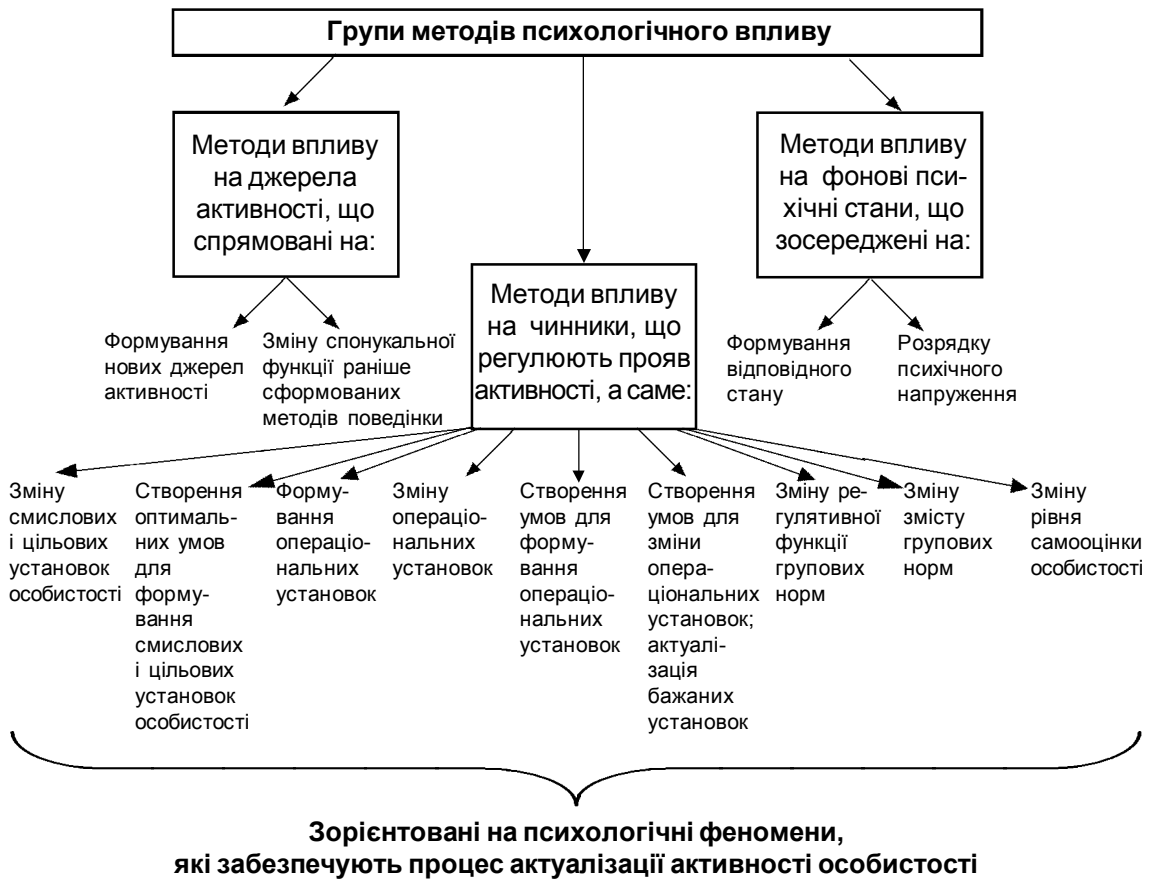 Групи методів психологічного впливу
Методи впливу
на джерела
активності, що
спрямовані на:
Методи впливу
на фонові пси-
хічні стани, що
зосереджені на:
Методи впливу
на чинники, що
регулюють прояв
активності, а саме:
Формування
нових джерел
активності
Зміну спонукальної
функції раніше
сформованих
методів поведінки
Формування
відповідного
стану
Розрядку
психічного
напруження
Зміну
смислових
і цільових
установок
особистості
Створення
оптималь-
них умов
для
форму-
вання
смислових
і цільових
установок
особистості
Форму-
вання
операціо-
нальних
установок
Зміну
операціо-
нальних
установок
Створення
умов для
форму-
вання
операціо-
нальних
установок
Створення
умов для
зміни
опера-
ціональних
установок;
актуалі-
зація
бажаних
установок
Зміну ре-
гулятивної
функції
групових
норм
Зміну
змісту
групових
норм
Зміну
рівня
самооцінки
особистості
Зорієнтовані на психологічні феномени,
які забезпечують процес актуалізації активності особистості